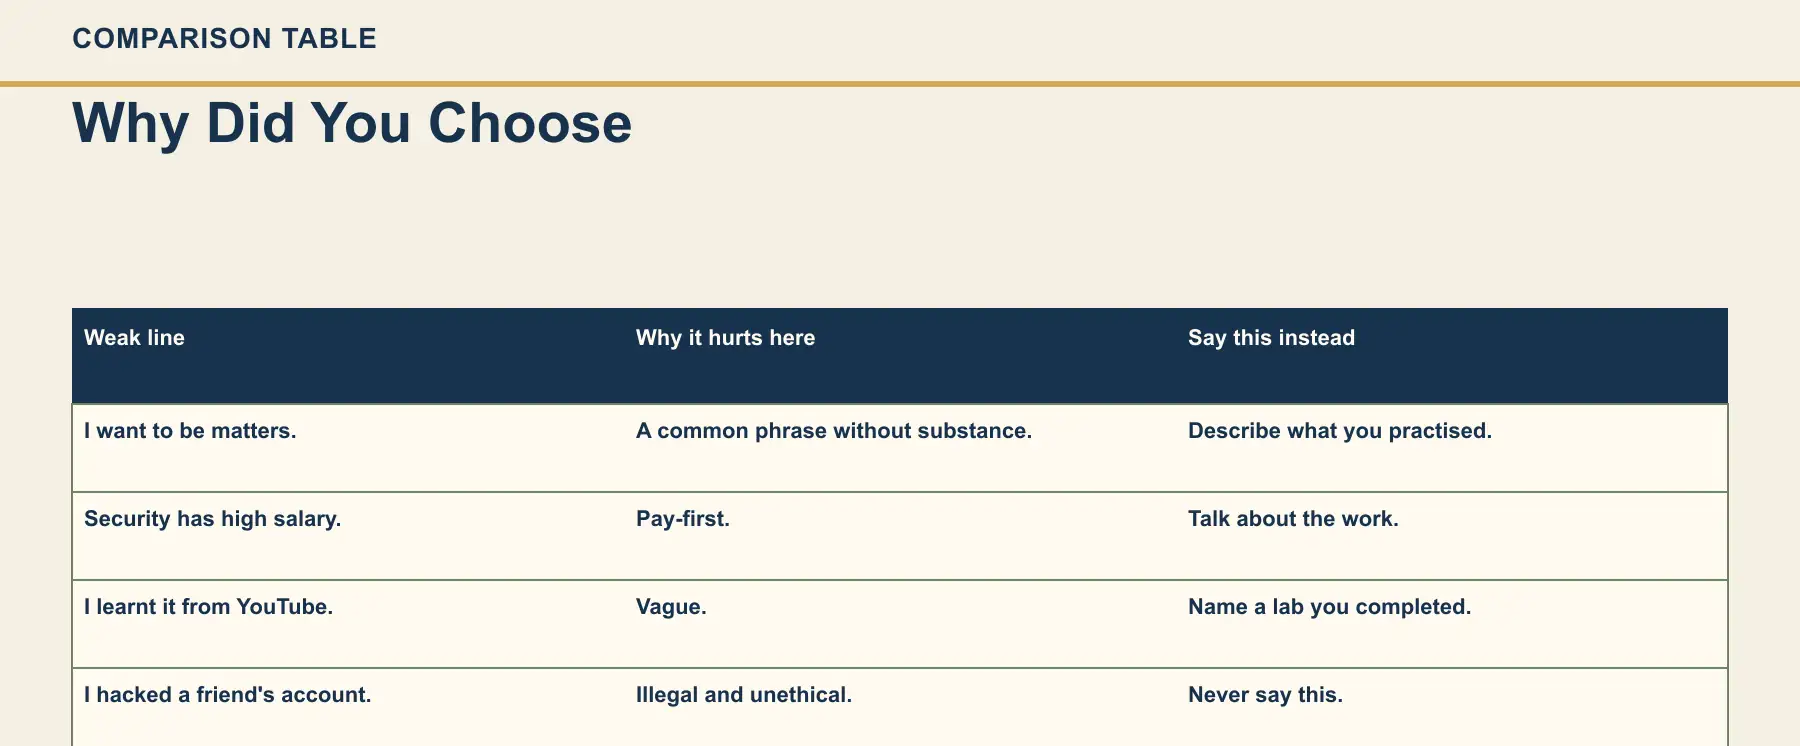 COMPARISON TABLE
Why Did You Choose
Weak line Why it hurts here Say this instead
I want to be matters. A common phrase without substance. Describe what you practised.
Security has high salary. Pay-first. Talk about the work.
I learnt it from YouTube. Vague. Name a lab you completed.
I hacked a friend's account. Illegal and unethical. Never say this.